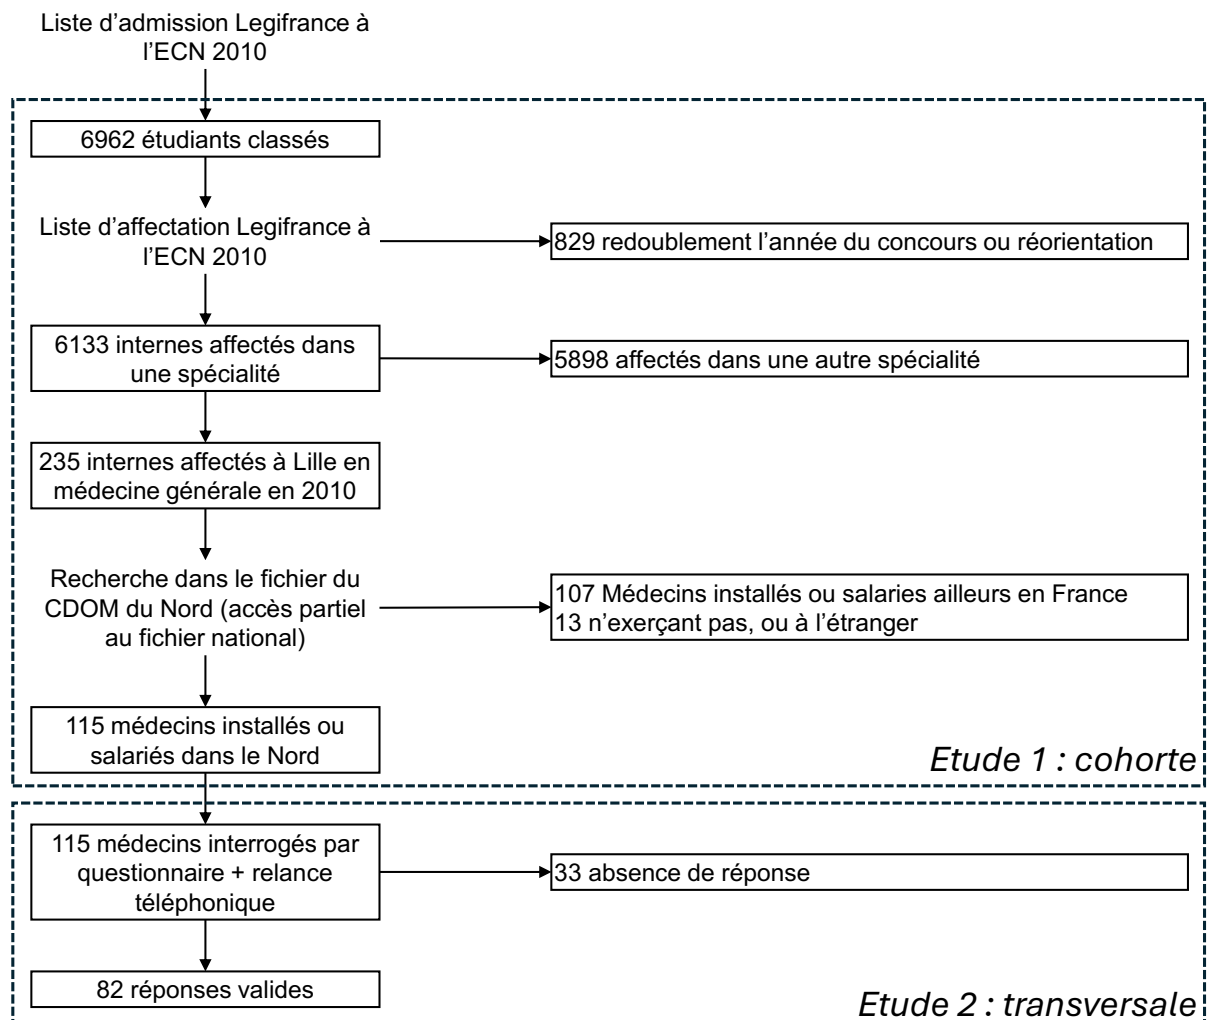 Liste d’admission Legifrance à
l’ECN 2010
6962 étudiants classés
Liste d’affectation Legifrance à
l’ECN 2010
829 redoublement l’année du concours ou réorientation
6133 internes affectés dans
une spécialité
5898 affectés dans une autre spécialité
235 internes affectés à Lille en
médecine générale en 2010
Recherche dans le fichier du
CDOM du Nord (accès partiel
au fichier national)
107 Médecins installés ou salaries ailleurs en France
13 n’exerçant pas, ou à l’étranger
115 médecins installés ou
salariés dans le Nord
Etude 1 : cohorte
115 médecins interrogés par
questionnaire + relance
téléphonique
33 absence de réponse
82 réponses valides
Etude 2 : transversale